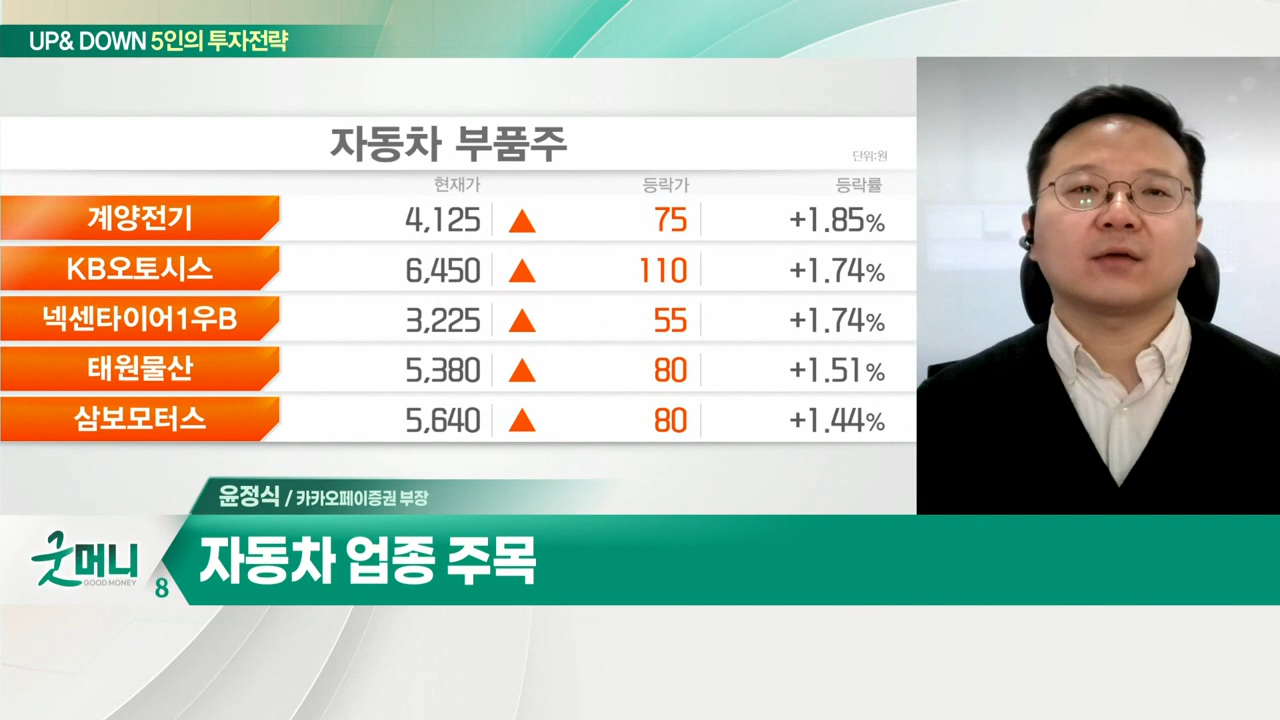 UP& DOWN 5인의 투자전략
자동차 부품주
단위:원
현재가 등락가 등락률
계양전기 4,125 ▲ 75 +1.85%
KB오토시스 6,450 ▲ 110 +1.74%
넥센타이어1우B 3,225 ▲ 55 +1.74%
태원물산 5,380 ▲ 80 +1.51%
삼보모터스 5,640 ▲ 80 +1.44%
윤정식 / 카카오페이증권 부장
굿머니
GOOD MONEY
8
자동차 업종 주목